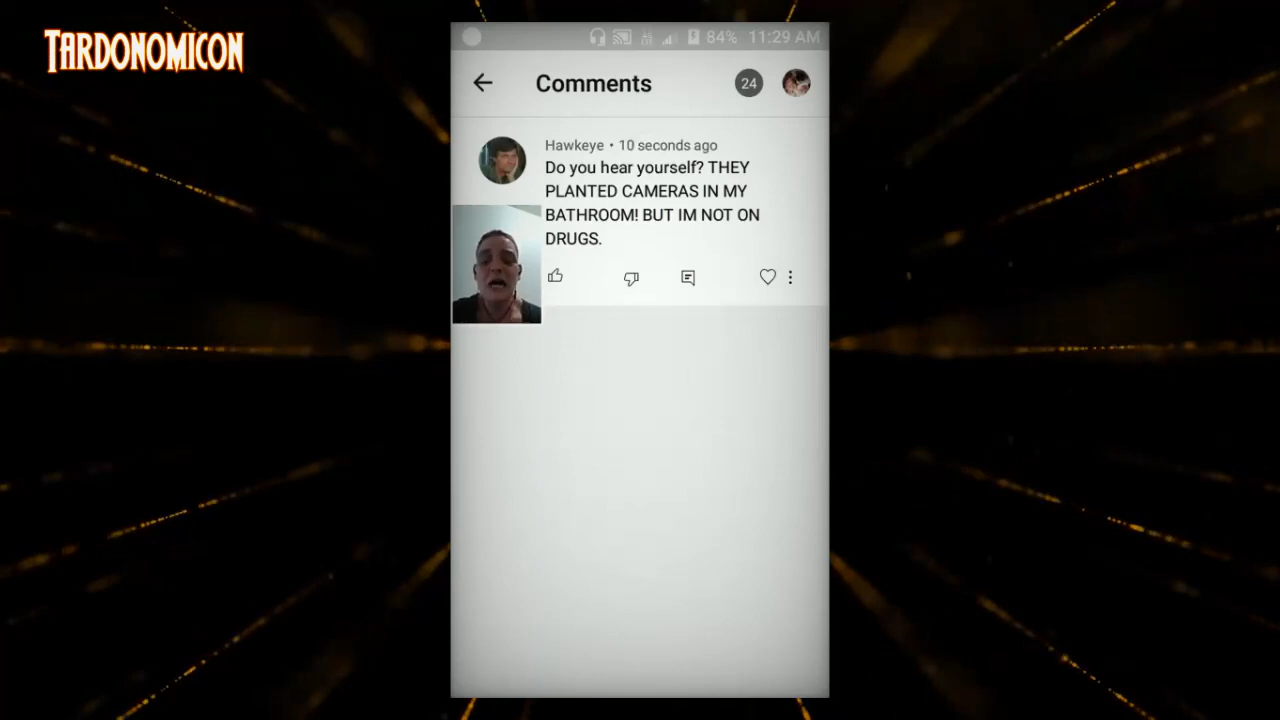 TARDONOMICON
84% 11:29 AM
Comments
24
Hawkeye • 10 seconds ago
Do you hear yourself? THEY
PLANTED CAMERAS IN MY
BATHROOM! BUT IM NOT ON
DRUGS.